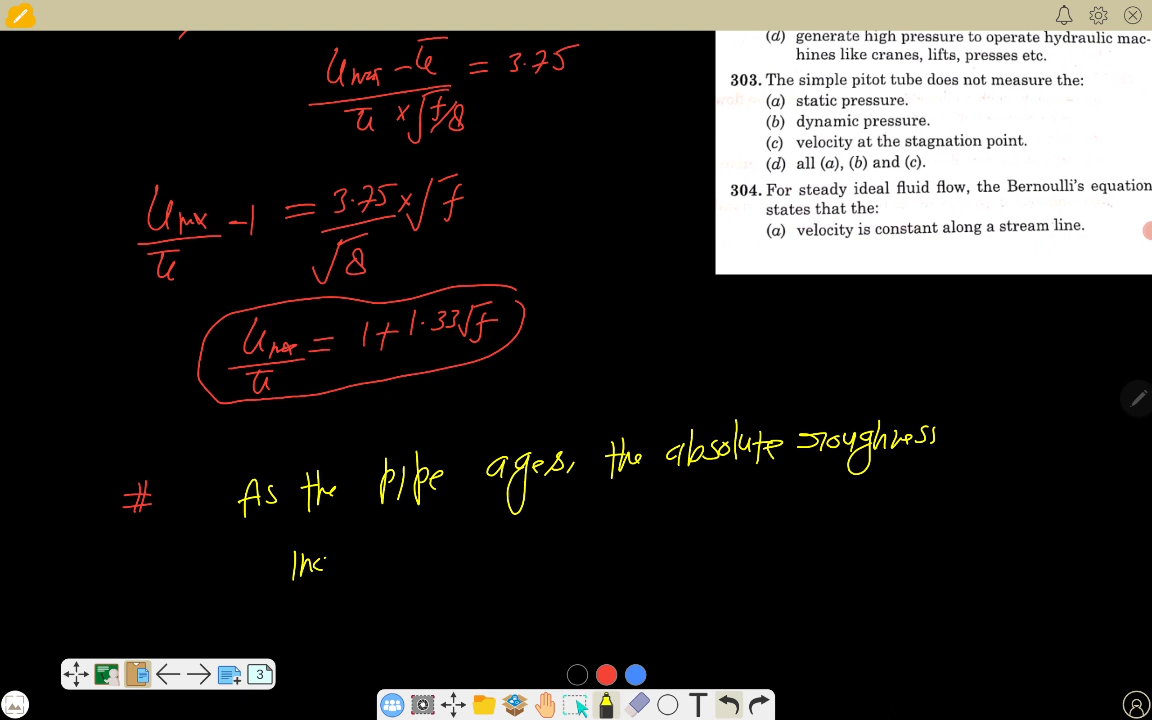 Umax - ū / ū × √f/8 = 3.75
Umax / ū - 1 = 3.75 × √f / √8
Umax / ū = 1 + 1.33√f
# As the pipe ages, the absolute roughness
Inc
(d) generate high pressure to operate hydraulic mac-
hines like cranes, lifts, presses etc.
303. The simple pitot tube does not measure the:
(a) static pressure.
(b) dynamic pressure.
(c) velocity at the stagnation point.
(d) all (a), (b) and (c).
304. For steady ideal fluid flow, the Bernoulli's equation
states that the:
(a) velocity is constant along a stream line.
3
T